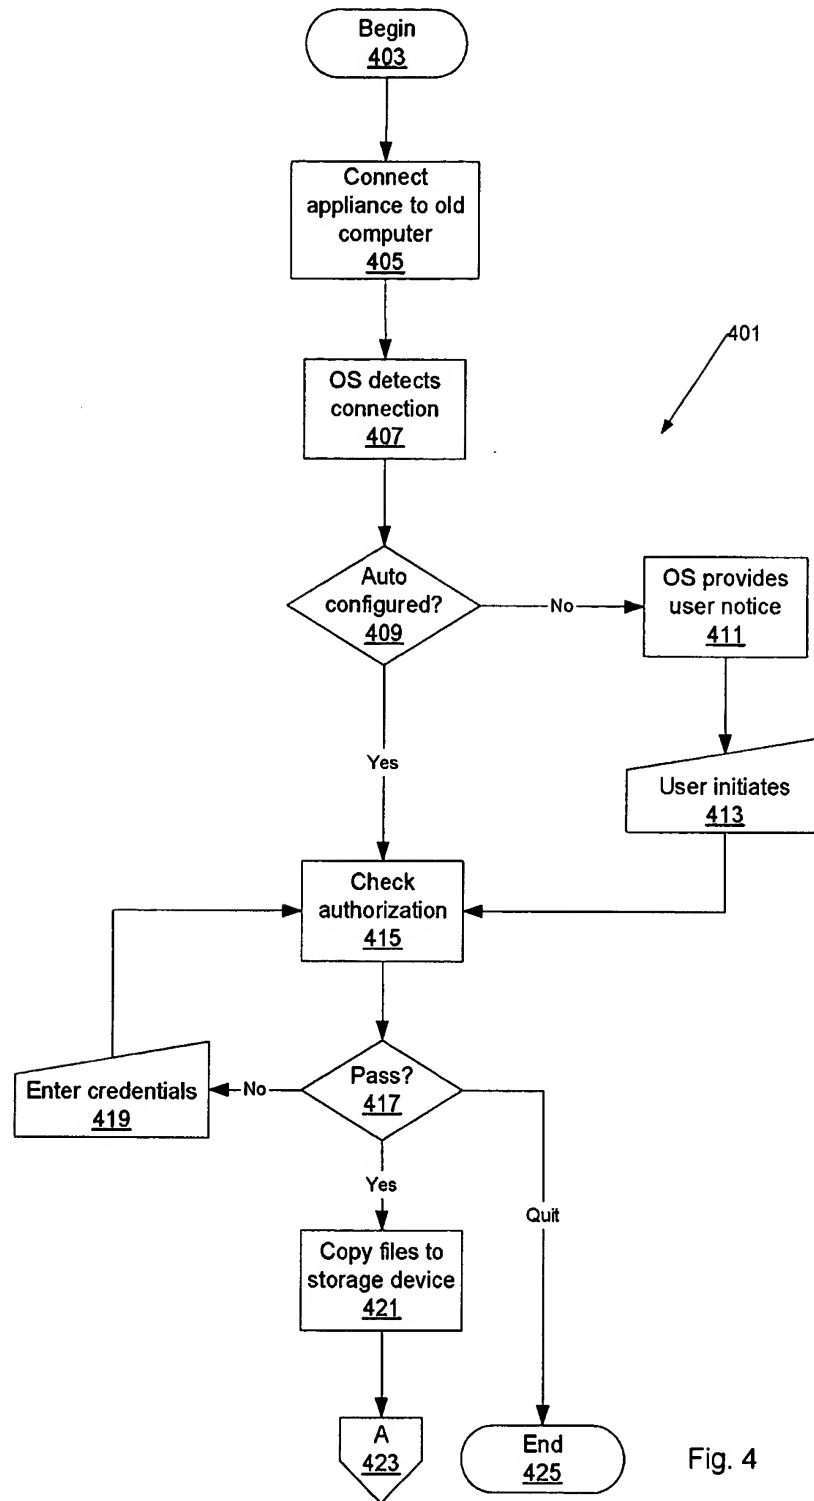 Begin
403
Connect
appliance to old
computer
405
401
OS detects
connection
407
Auto
configured?
409
No
OS provides
user notice
411
Yes
User initiates
413
Check
authorization
415
Enter credentials
419
No
Pass?
417
Yes
Quit
Copy files to
storage device
421
A
423
End
425
Fig. 4